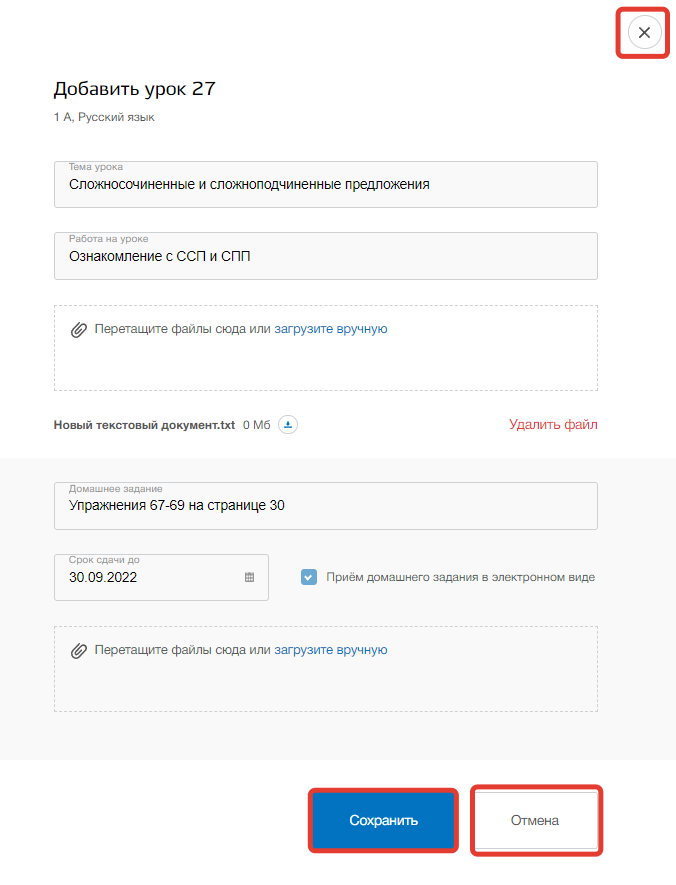 Добавить урок 27
1 А, Русский язык
Тема урока
Сложносочиненные и сложноподчиненные предложения
Работа на уроке
Ознакомление с ССП и СПП
Перетащите файлы сюда или загрузите вручную
Новый текстовый документ.txt 0 Мб Удалить файл
Домашнее задание
Упражнения 67-69 на странице 30
Срок сдачи до
30.09.2022 Приём домашнего задания в электронном виде
Перетащите файлы сюда или загрузите вручную
Сохранить Отмена